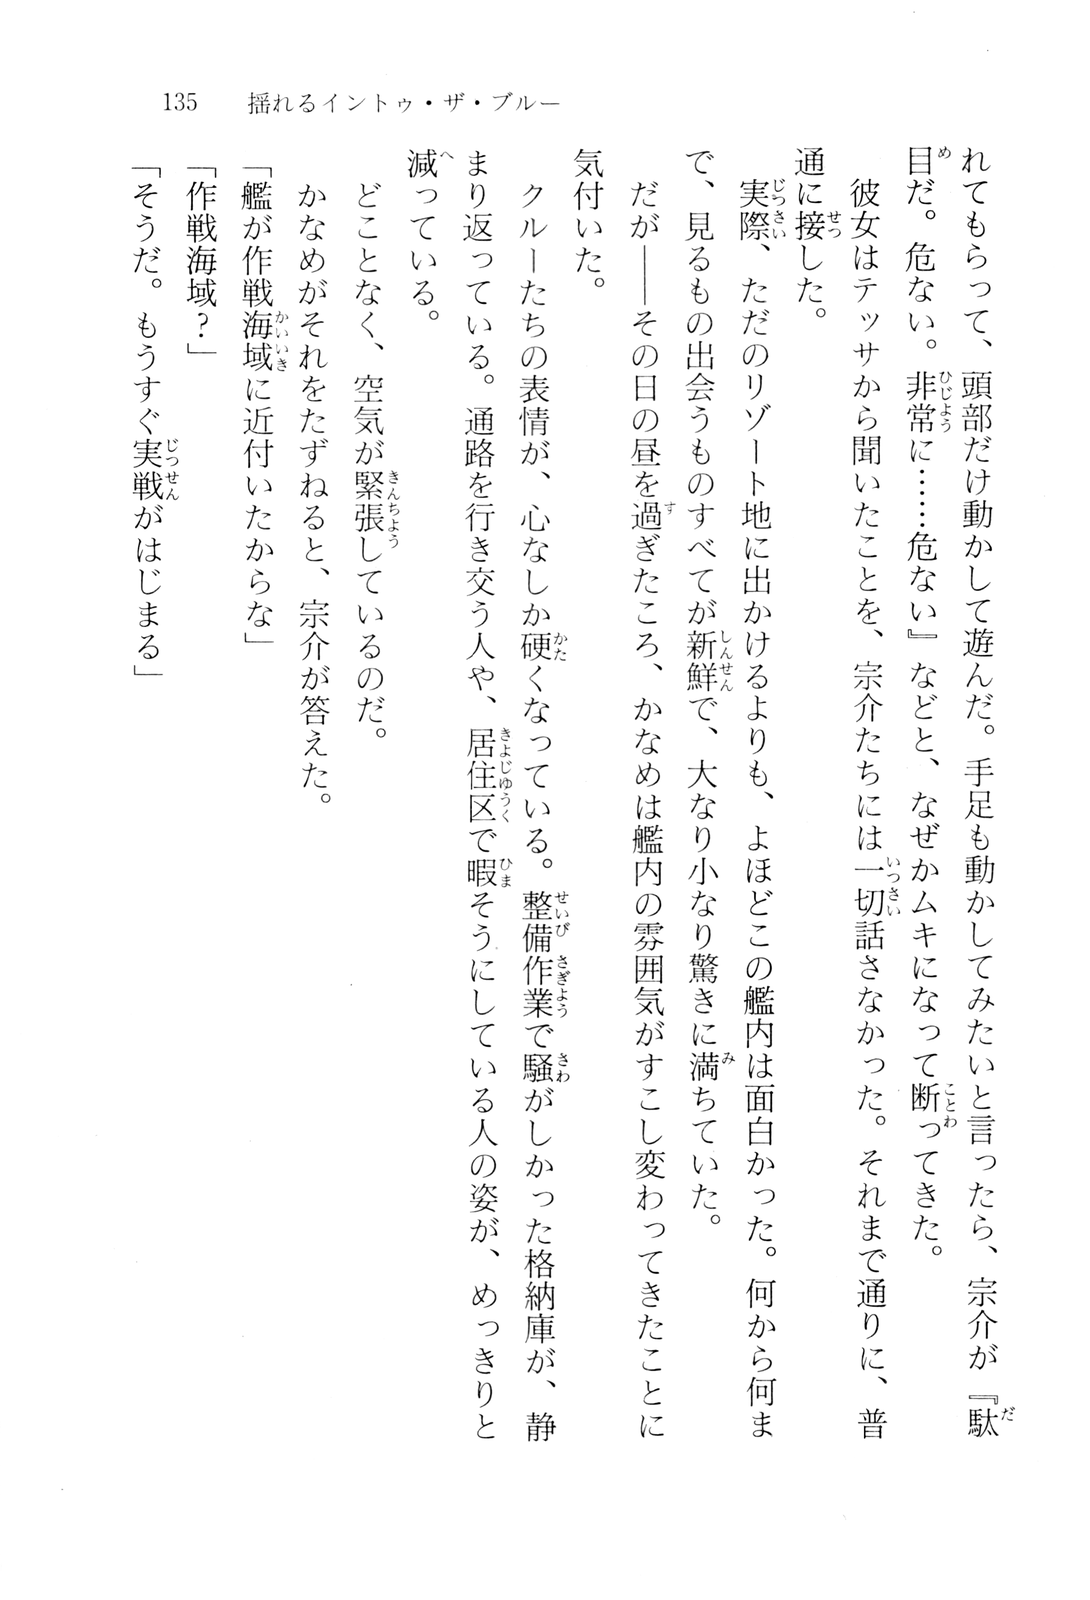 135　揺れるイントゥ・ザ・ブルー
れてもらって、頭部だけ動かして遊んだ。手足も動かしてみたいと言ったら、宗介が『駄
目だ。危ない。非常に……危ない』などと、なぜかムキになって断ってきた。
　彼女はテッサから聞いたことを、宗介たちには一切話さなかった。それまで通りに、普
通に接した。
　実際、ただのリゾート地に出かけるよりも、よほどこの艦内は面白かった。何から何ま
で、見るもの出会うものすべてが新鮮で、大なり小なり驚きに満ちていた。
　だが――その日の昼を過ぎたころ、かなめは艦内の雰囲気がすこし変わってきたことに
気付いた。
　クルーたちの表情が、心なしか硬くなっている。整備作業で騒がしかった格納庫が、静
まり返っている。通路を行き交う人や、居住区で暇そうにしている人の姿が、めっきりと
減っている。
　どことなく、空気が緊張しているのだ。
　かなめがそれをたずねると、宗介が答えた。
「艦が作戦海域に近付いたからな」
「作戦海域？」
「そうだ。もうすぐ実戦がはじまる」